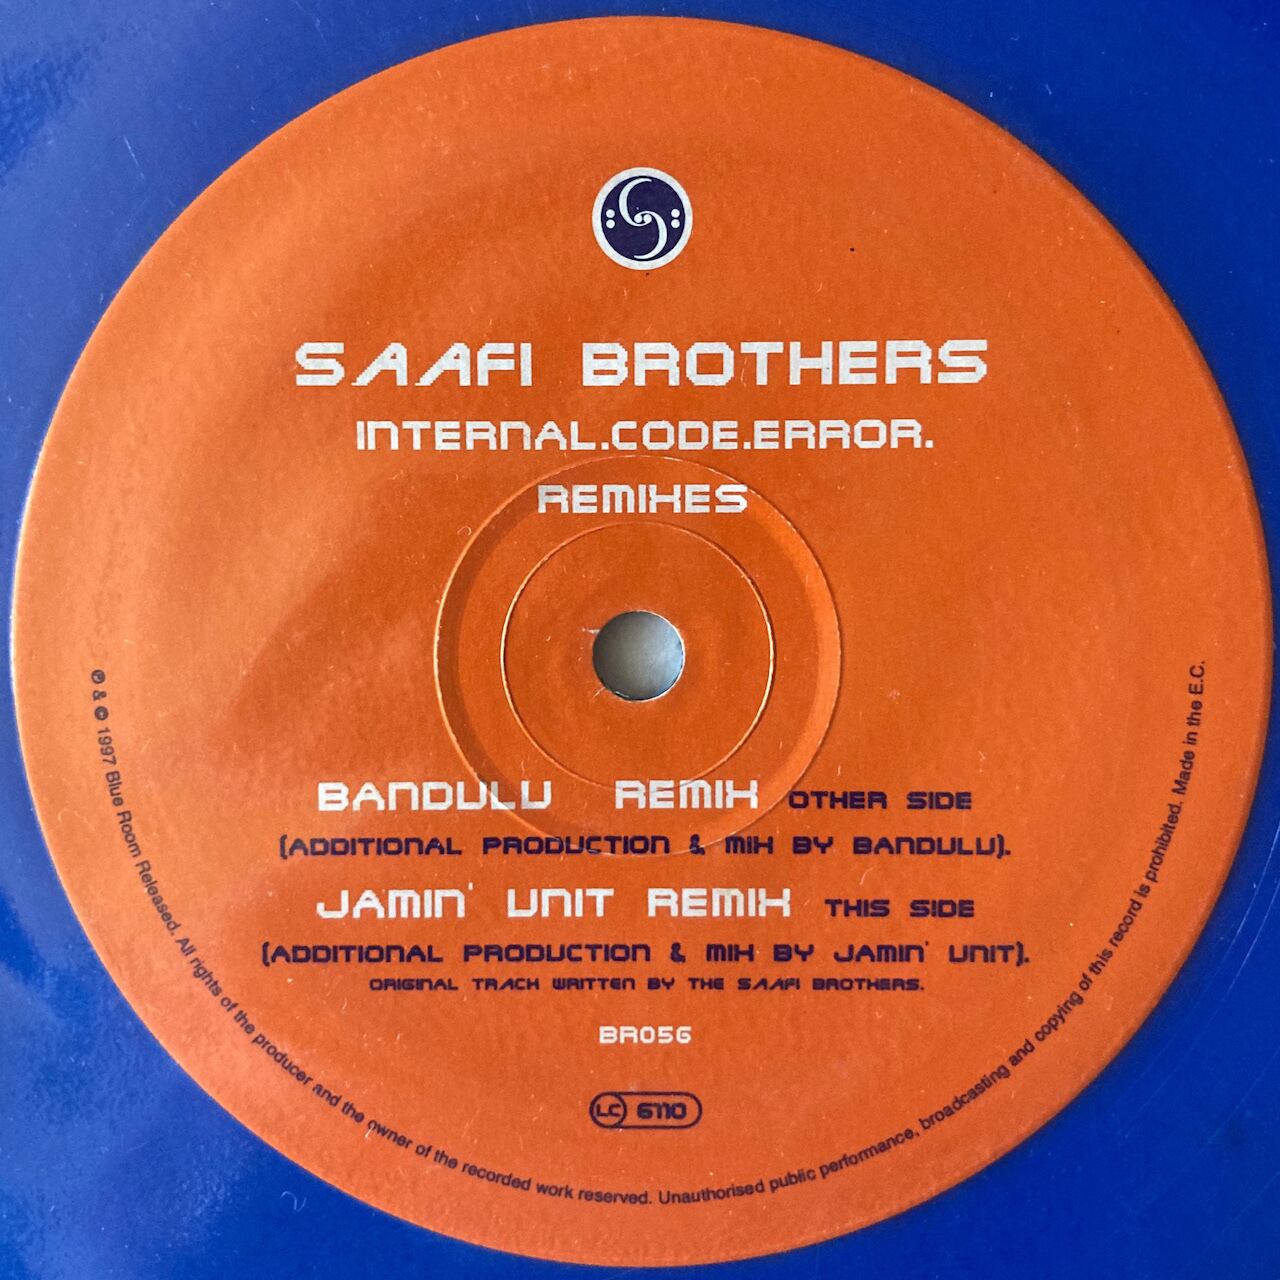 SAAFI BROTHERS
INTERNAL.CODE.ERROR.
REMIXES
BANDULU REMIX OTHER SIDE
(ADDITIONAL PRODUCTION & MIX BY BANDULU).
JAMIN' UNIT REMIX THIS SIDE
(ADDITIONAL PRODUCTION & MIX BY JAMIN' UNIT).
ORIGINAL TRACK WRITTEN BY THE SAAFI BROTHERS.
BR056
LC 6110
℗ & © 1997 Blue Room Released. All rights of the producer and the owner of the recorded work reserved. Unauthorised public performance, broadcasting and copying of this record is prohibited. Made in the E.C.